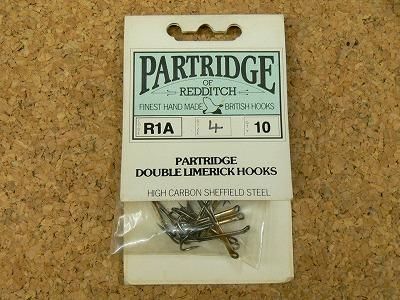 PARTRIDGE
OF
REDDITCH
FINEST HAND MADE BRITISH HOOKS
R1A 4 10
PARTRIDGE
DOUBLE LIMERICK HOOKS
HIGH CARBON SHEFFIELD STEEL